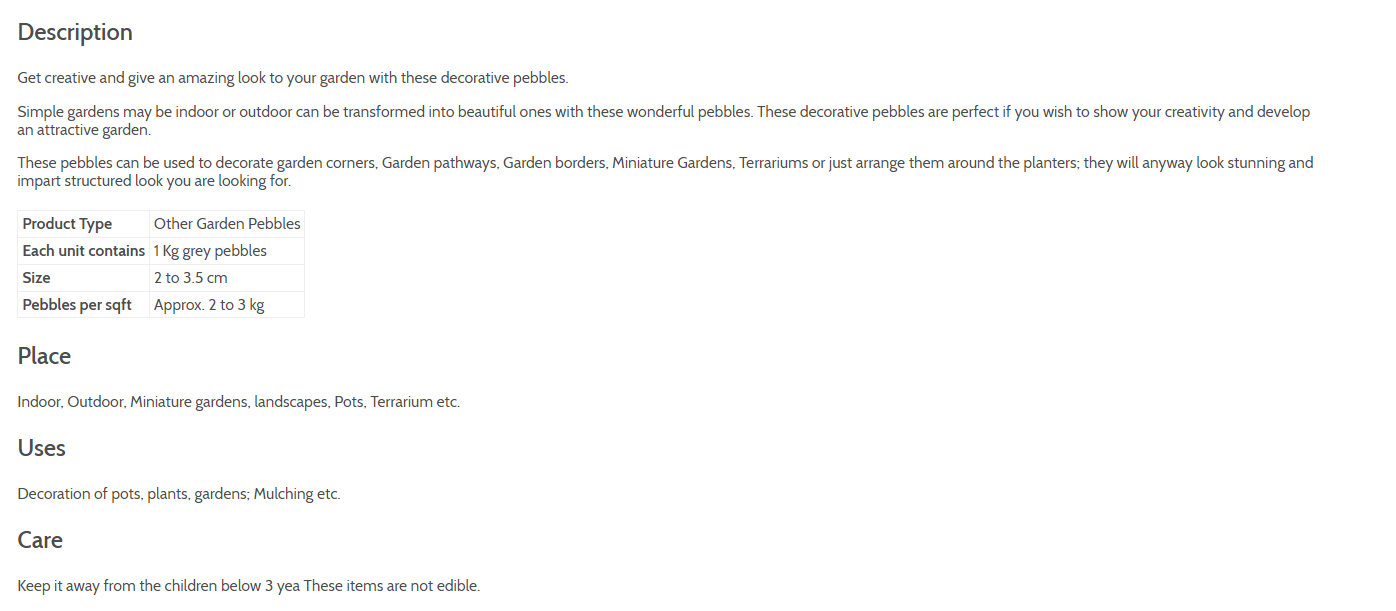 Description
Get creative and give an amazing look to your garden with these decorative pebbles.
Simple gardens may be indoor or outdoor can be transformed into beautiful ones with these wonderful pebbles. These decorative pebbles are perfect if you wish to show your creativity and develop
an attractive garden.
These pebbles can be used to decorate garden corners, Garden pathways, Garden borders, Miniature Gardens, Terrariums or just arrange them around the planters; they will anyway look stunning and
impart structured look you are looking for.
Product Type Other Garden Pebbles
Each unit contains 1 Kg grey pebbles
Size 2 to 3.5 cm
Pebbles per sqft Approx. 2 to 3 kg
Place
Indoor, Outdoor, Miniature gardens, landscapes, Pots, Terrarium etc.
Uses
Decoration of pots, plants, gardens; Mulching etc.
Care
Keep it away from the children below 3 yea These items are not edible.